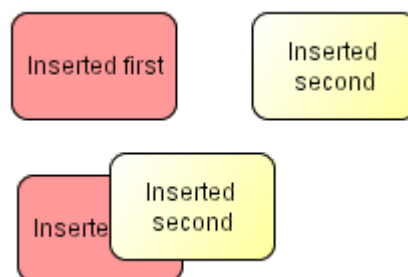 Inserted first
Inserted
second
Inserted
second
Inserte